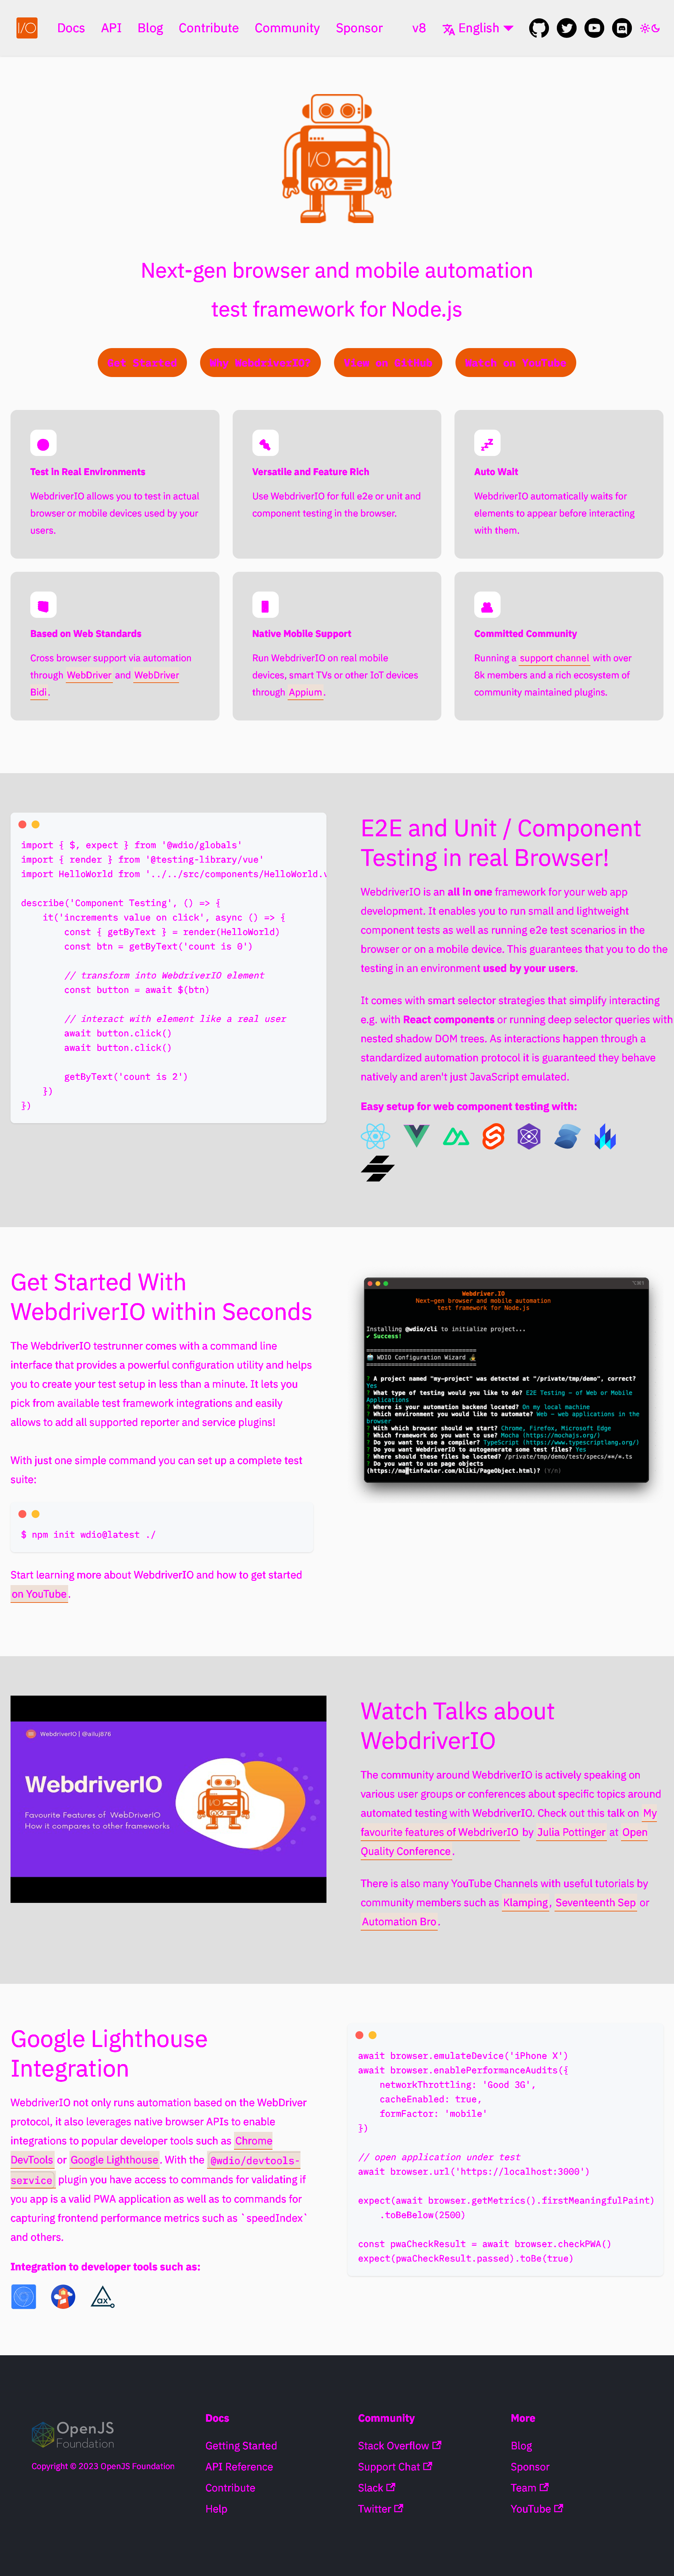 I/O Docs API Blog Contribute Community Sponsor v8 English
I/O
Next-gen browser and mobile automation
test framework for Node.js
Get Started Why WebdriverIO? View on GitHub Watch on YouTube
Test in Real Environments
WebdriverIO allows you to test in actual
browser or mobile devices used by your
users.
Versatile and Feature Rich
Use WebdriverIO for full e2e or unit and
component testing in the browser.
Auto Wait
WebdriverIO automatically waits for
elements to appear before interacting
with them.
Based on Web Standards
Cross browser support via automation
through WebDriver and WebDriver
Bidi.
Native Mobile Support
Run WebdriverIO on real mobile
devices, smart TVs or other IoT devices
through Appium.
Committed Community
Running a support channel with over
8k members and a rich ecosystem of
community maintained plugins.
import { $, expect } from '@wdio/globals'
import { render } from '@testing-library/vue'
import HelloWorld from '../../src/components/HelloWorld.v
describe('Component Testing', () => {
it('increments value on click', async () => {
const { getByText } = render(HelloWorld)
const btn = getByText('count is 0')
// transform into WebdriverIO element
const button = await $(btn)
// interact with element like a real user
await button.click()
await button.click()
getByText('count is 2')
})
})
E2E and Unit / Component
Testing in real Browser!
WebdriverIO is an all in one framework for your web app
development. It enables you to run small and lightweight
component tests as well as running e2e test scenarios in the
browser or on a mobile device. This guarantees that you to do the
testing in an environment used by your users.
It comes with smart selector strategies that simplify interacting
e.g. with React components or running deep selector queries with
nested shadow DOM trees. As interactions happen through a
standardized automation protocol it is guaranteed they behave
natively and aren't just JavaScript emulated.
Easy setup for web component testing with:
Get Started With
WebdriverIO within Seconds
The WebdriverIO testrunner comes with a command line
interface that provides a powerful configuration utility and helps
you to create your test setup in less than a minute. It lets you
pick from available test framework integrations and easily
allows to add all supported reporter and service plugins!
With just one simple command you can set up a complete test
suite:
$ npm init wdio@latest ./
Start learning more about WebdriverIO and how to get started
on YouTube.
Webdriver.IO
Next-gen browser and mobile automation
test framework for Node.js
Installing @wdio/cli to initialize project...
✔ Success!
===============================
🤖 WDIO Configuration Wizard 🧙
===============================
? A project named "my-project" was detected at "/private/tmp/demo", correct?
Yes
? What type of testing would you like to do? E2E Testing - of Web or Mobile
Applications
? Where is your automation backend located? On my local machine
? Which environment you would like to automate? Web - web applications in the
browser
? With which browser should we start? Chrome, Firefox, Microsoft Edge
? Which framework do you want to use? Mocha (https://mochajs.org/)
? Do you want to use a compiler? TypeScript (https://www.typescriptlang.org/)
? Do you want WebdriverIO to autogenerate some test files? Yes
? Where should these files be located? /private/tmp/demo/test/specs/**/*.ts
? Do you want to use page objects
(https://martinfowler.com/bliki/PageObject.html)? (Y/n)
WebdriverIO | @ailuj876
WebdriverIO
Favourite Features of WebdriverIO
How it compares to other frameworks
Watch Talks about
WebdriverIO
The community around WebdriverIO is actively speaking on
various user groups or conferences about specific topics around
automated testing with WebdriverIO. Check out this talk on My
favourite features of WebdriverIO by Julia Pottinger at Open
Quality Conference.
There is also many YouTube Channels with useful tutorials by
community members such as Klamping, Seventeenth Sep or
Automation Bro.
Google Lighthouse
Integration
WebdriverIO not only runs automation based on the WebDriver
protocol, it also leverages native browser APIs to enable
integrations to popular developer tools such as Chrome
DevTools or Google Lighthouse. With the @wdio/devtools-
service plugin you have access to commands for validating if
you app is a valid PWA application as well as to commands for
capturing frontend performance metrics such as `speedIndex`
and others.
Integration to developer tools such as:
ax
await browser.emulateDevice('iPhone X')
await browser.enablePerformanceAudits({
networkThrottling: 'Good 3G',
cacheEnabled: true,
formFactor: 'mobile'
})
// open application under test
await browser.url('https://localhost:3000')
expect(await browser.getMetrics().firstMeaningfulPaint)
.toBeBelow(2500)
const pwaCheckResult = await browser.checkPWA()
expect(pwaCheckResult.passed).toBe(true)
OpenJS
Foundation
Copyright © 2023 OpenJS Foundation
Docs
Getting Started
API Reference
Contribute
Help
Community
Stack Overflow
Support Chat
Slack
Twitter
More
Blog
Sponsor
Team
YouTube